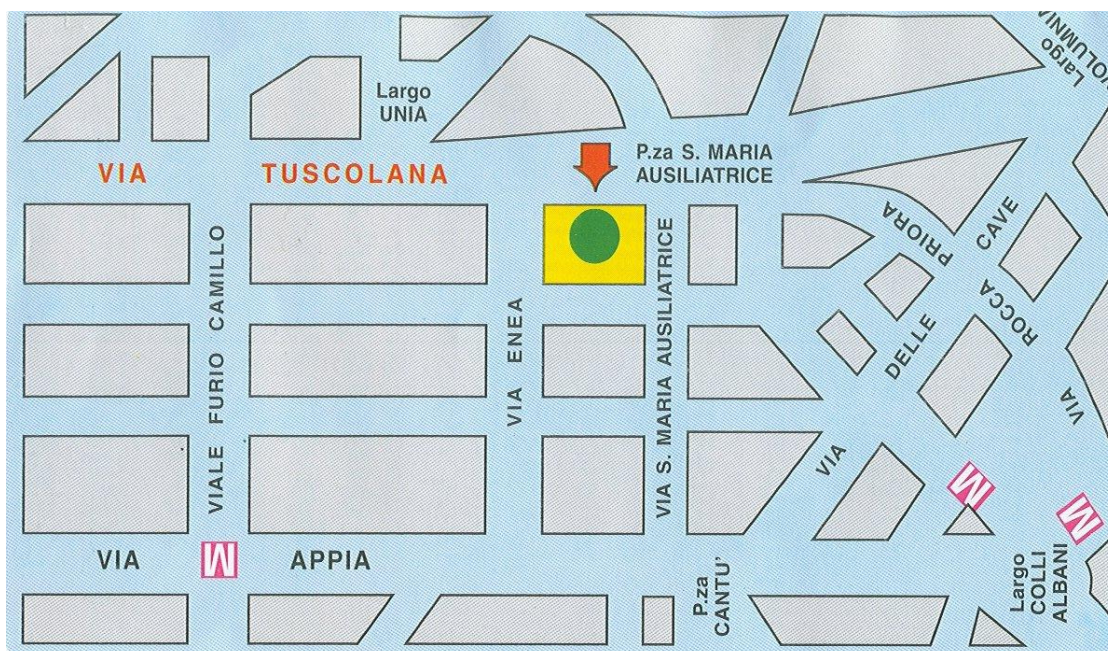 Largo
VOLUMNIA
Largo
UNIA
VIA TUSCOLANA
P.za S. MARIA
AUSILIATRICE
VIALE FURIO CAMILLO
VIA ENEA
VIA S. MARIA AUSILIATRICE
PRIORA
VIA DELLE CAVE
VIA ROCCA
VIA M APPIA
M
M
P.za
CANTU'
Largo
COLLI
ALBANI